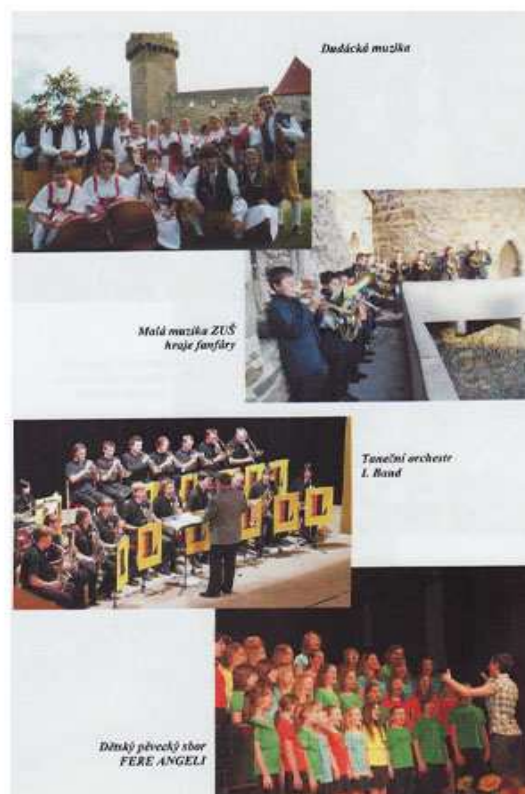 Dudácká muzika
Malá muzika ZUŠ
hraje fanfáry
Taneční orchestr
I. Band
Dětský pěvecký sbor
FERE ANGELI